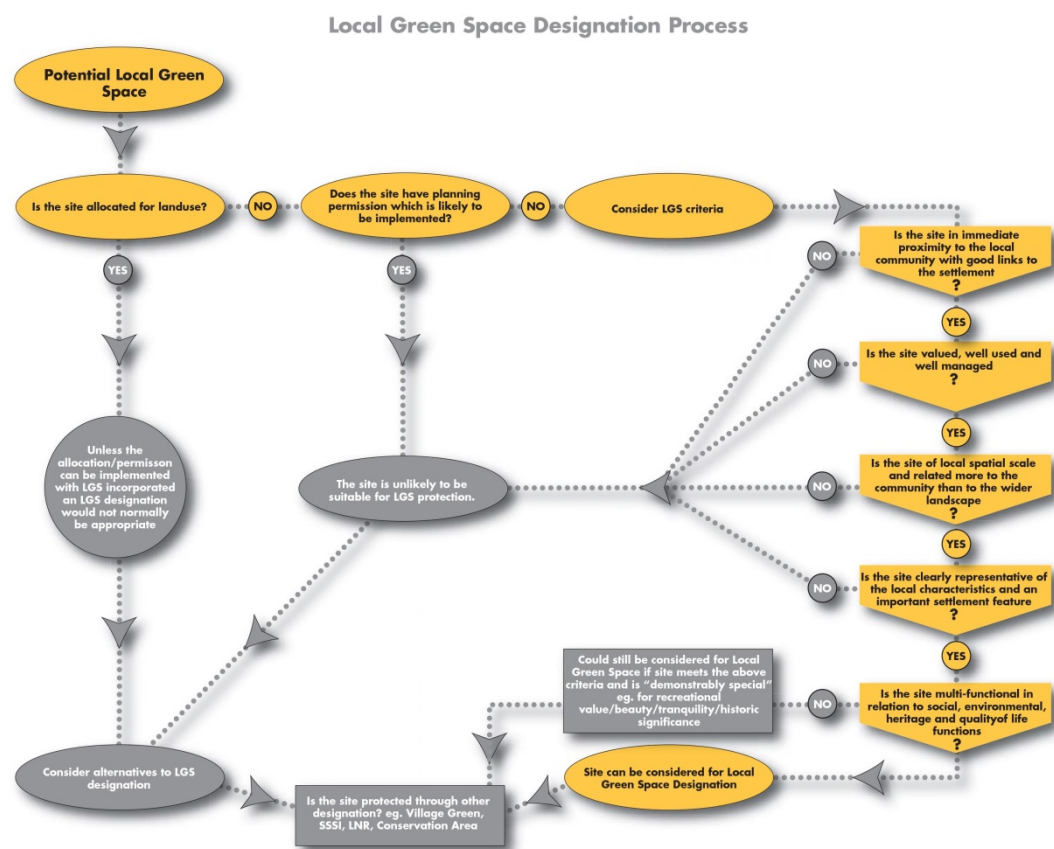 Local Green Space Designation Process
Potential Local Green
Space
Is the site allocated for landuse?
NO
Does the site have planning
permission which is likely to
be implemented?
NO
Consider LGS criteria
YES
YES
NO
Is the site in immediate
proximity to the local
community with good links to
the settlement
?
YES
NO
Is the site valued, well used and
well managed
?
YES
Unless the
allocation/permisson
can be implemented
with LGS incorporated
an LGS designation
would not normally
be appropriate
The site is unlikely to be
suitable for LGS protection.
NO
Is the site of local spatial scale
and related more to the
community than to the wider
landscape
?
YES
NO
Is the site clearly representative of
the local characteristics and an
important settlement feature
?
YES
Could still be considered for Local
Green Space if site meets the above
criteria and is “demonstrably special”
eg. for recreational
value/beauty/tranquility/historic
significance
NO
Is the site multi-functional in
relation to social, environmental,
heritage and qualityof life
functions
?
Consider alternatives to LGS
designation
Is the site protected through other
designation? eg. Village Green,
SSSI, LNR, Conservation Area
Site can be considered for Local
Green Space Designation